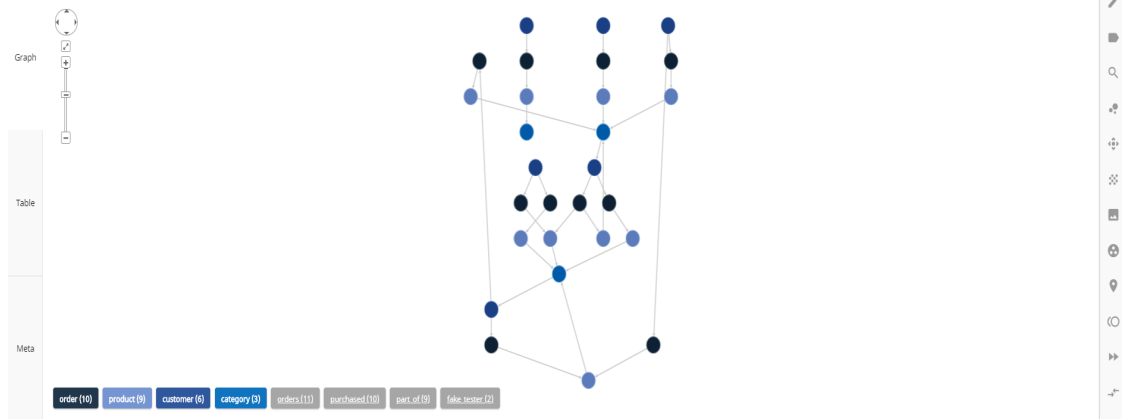 Graph
Table
Meta
order (10) product (9) customer (6) category (3) orders (11) purchased (10) part of (9) fake tester (2)